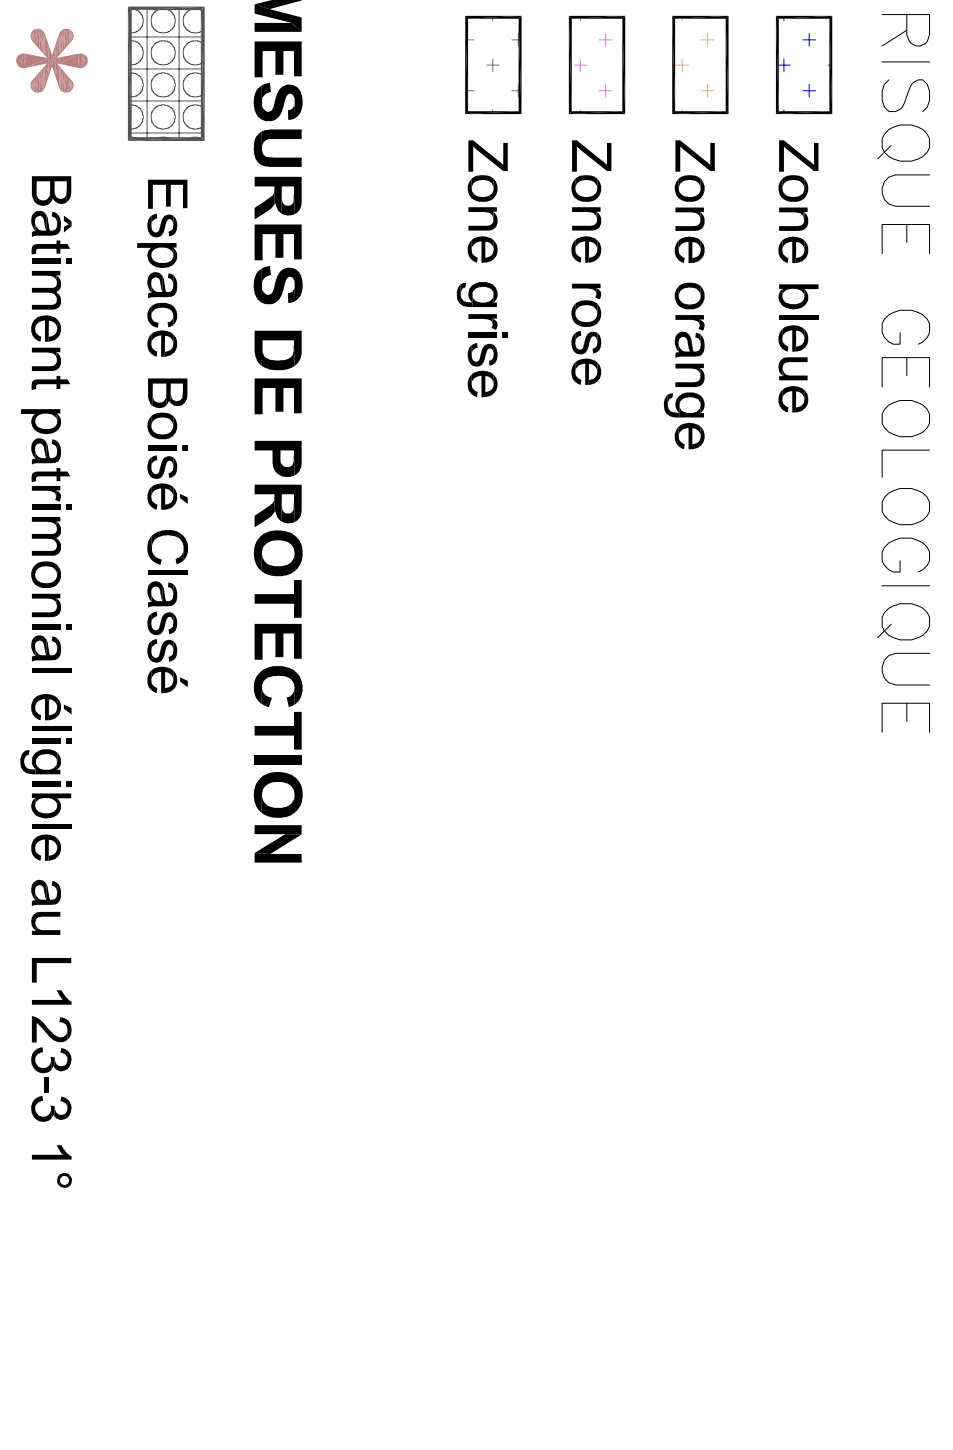 RISQUE GEOLOGIQUE
Zone bleue
Zone orange
Zone rose
Zone grise
MESURES DE PROTECTION
Espace Boisé Classé
Bâtiment patrimonial éligible au L123-3 1°